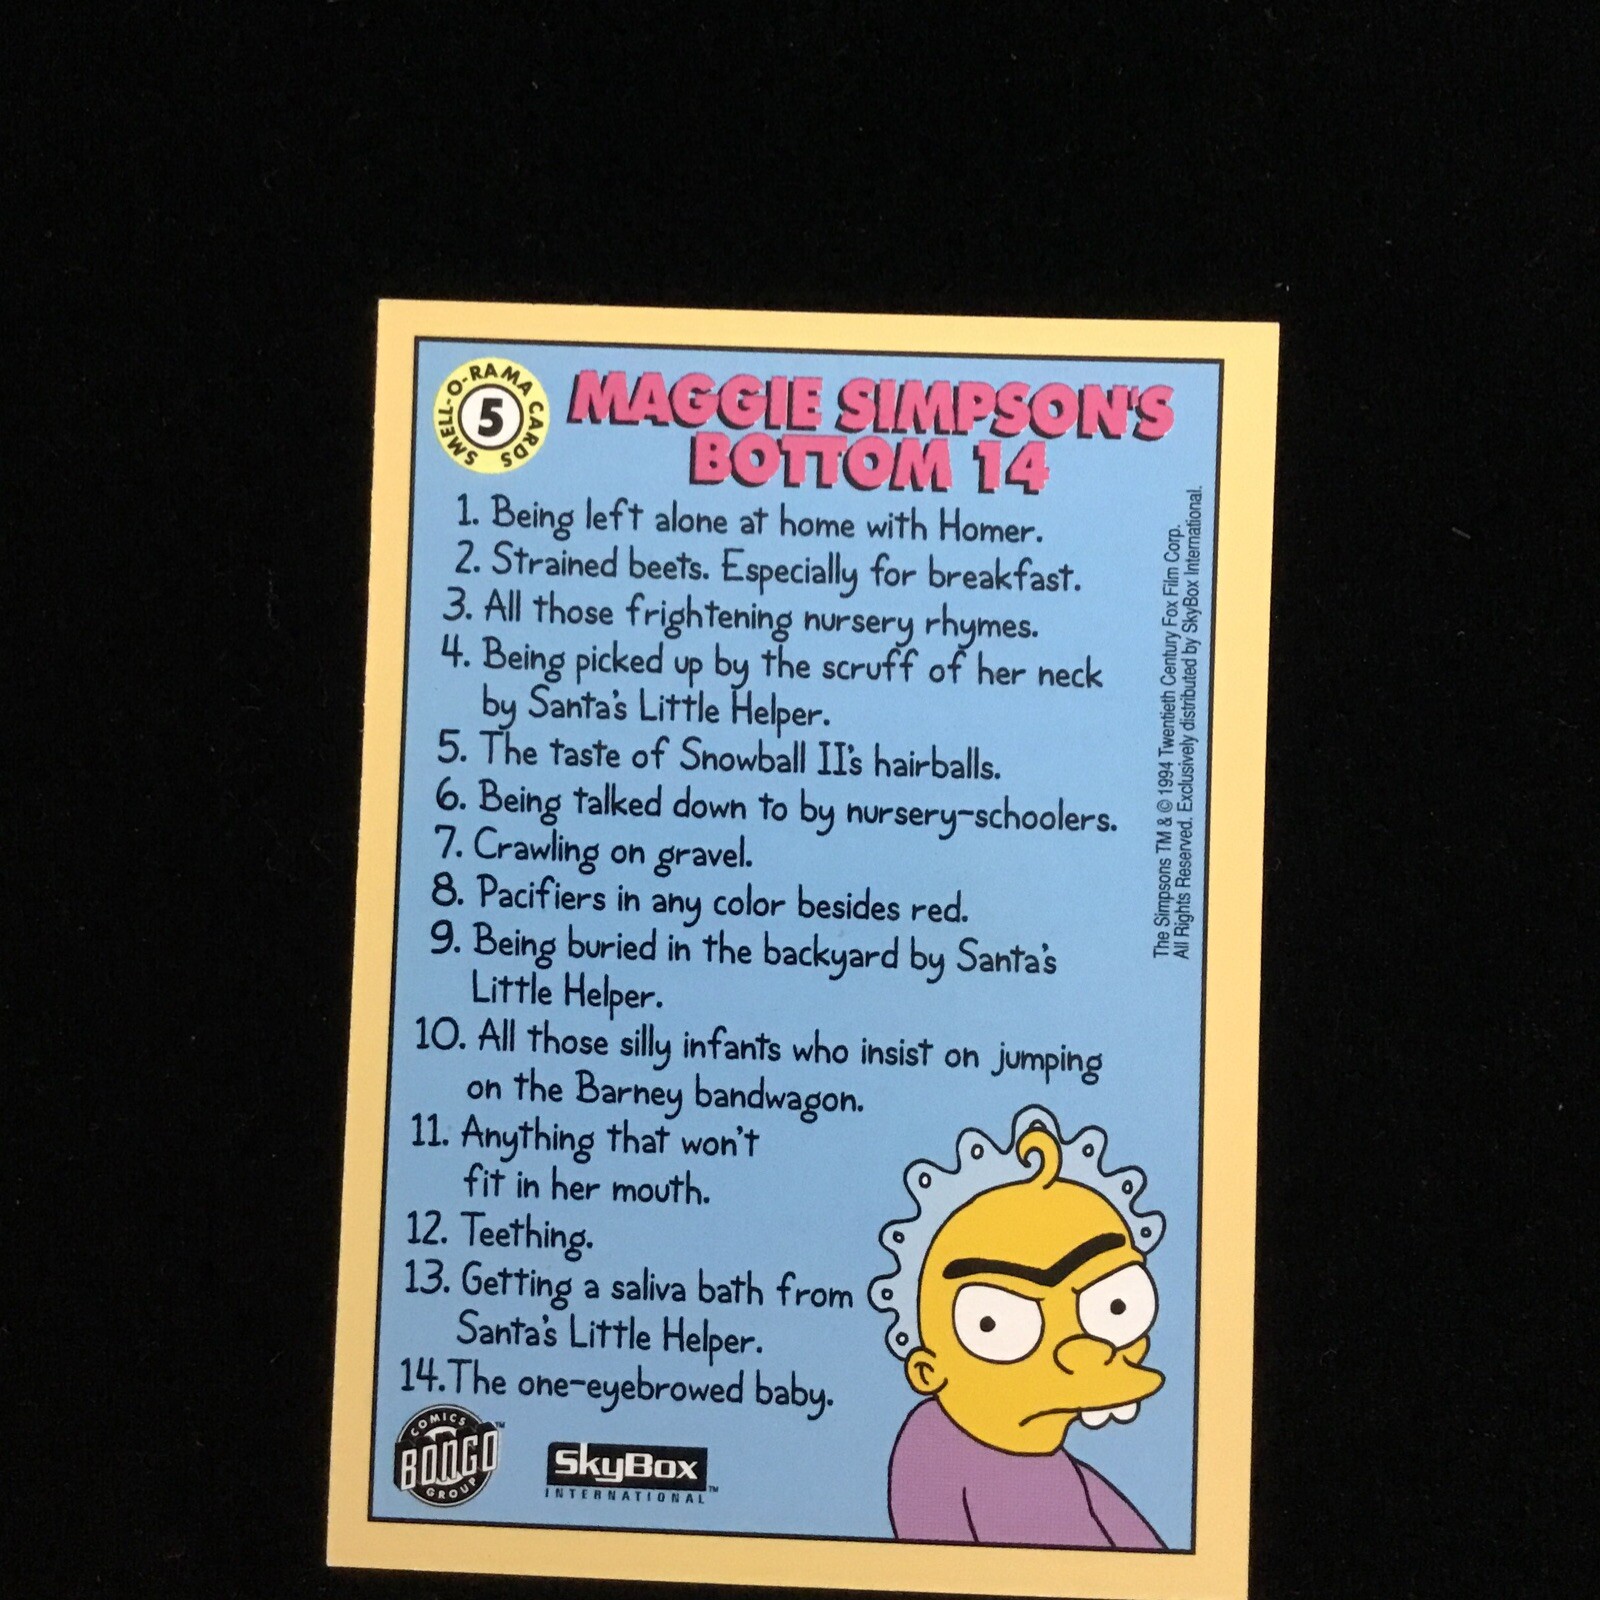 SMELL-O-RAMA CARDS
5
MAGGIE SIMPSON'S
BOTTOM 14
1. Being left alone at home with Homer.
2. Strained beets. Especially for breakfast.
3. All those frightening nursery rhymes.
4. Being picked up by the scruff of her neck
by Santa's Little Helper.
5. The taste of Snowball II's hairballs.
6. Being talked down to by nursery-schoolers.
7. Crawling on gravel.
8. Pacifiers in any color besides red.
9. Being buried in the backyard by Santa's
Little Helper.
10. All those silly infants who insist on jumping
on the Barney bandwagon.
11. Anything that won't
fit in her mouth.
12. Teething.
13. Getting a saliva bath from
Santa's Little Helper.
14. The one-eyebrowed baby.
The Simpsons TM & © 1994 Twentieth Century Fox Film Corp.
All Rights Reserved. Exclusively distributed by SkyBox International.
COMICS
BONGO™
GROUP
SkyBox™
INTERNATIONAL